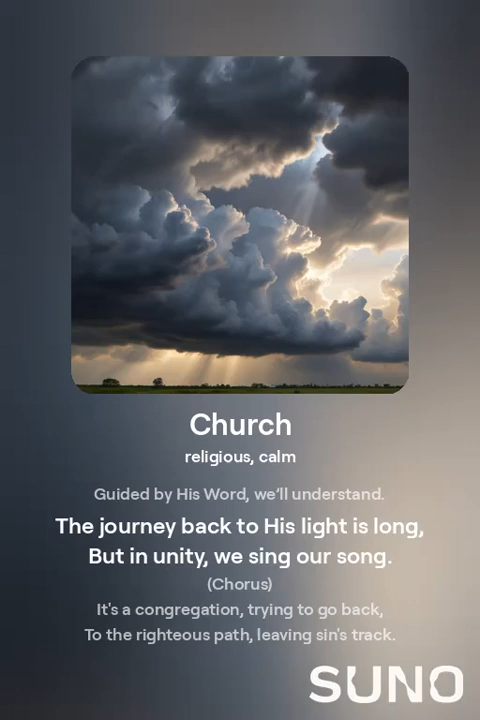 Church
religious, calm
Guided by His Word, we’ll understand.
The journey back to His light is long,
But in unity, we sing our song.
(Chorus)
It's a congregation, trying to go back,
To the righteous path, leaving sin's track.
SUNO